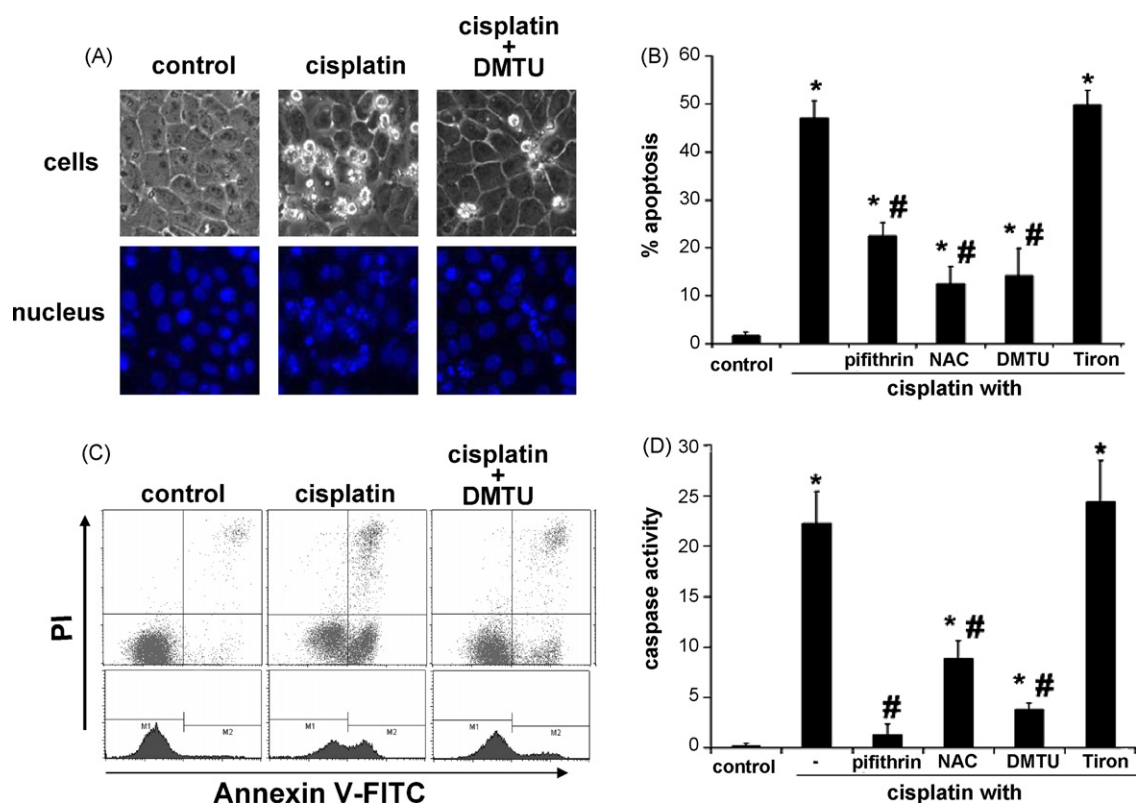 (A)
control
cisplatin
cisplatin
+
DMTU
cells
nucleus
(B)
% apoptosis
60
50
40
30
20
10
0
*
* #
* #
* #
*
control
pifithrin
NAC
DMTU
Tiron
cisplatin with
(C)
control
cisplatin
cisplatin
+
DMTU
PI
M1
M2
M1
M2
M1
M2
Annexin V-FITC
(D)
caspase activity
30
25
20
15
10
5
0
*
#
* #
* #
*
control
-
pifithrin
NAC
DMTU
Tiron
cisplatin with